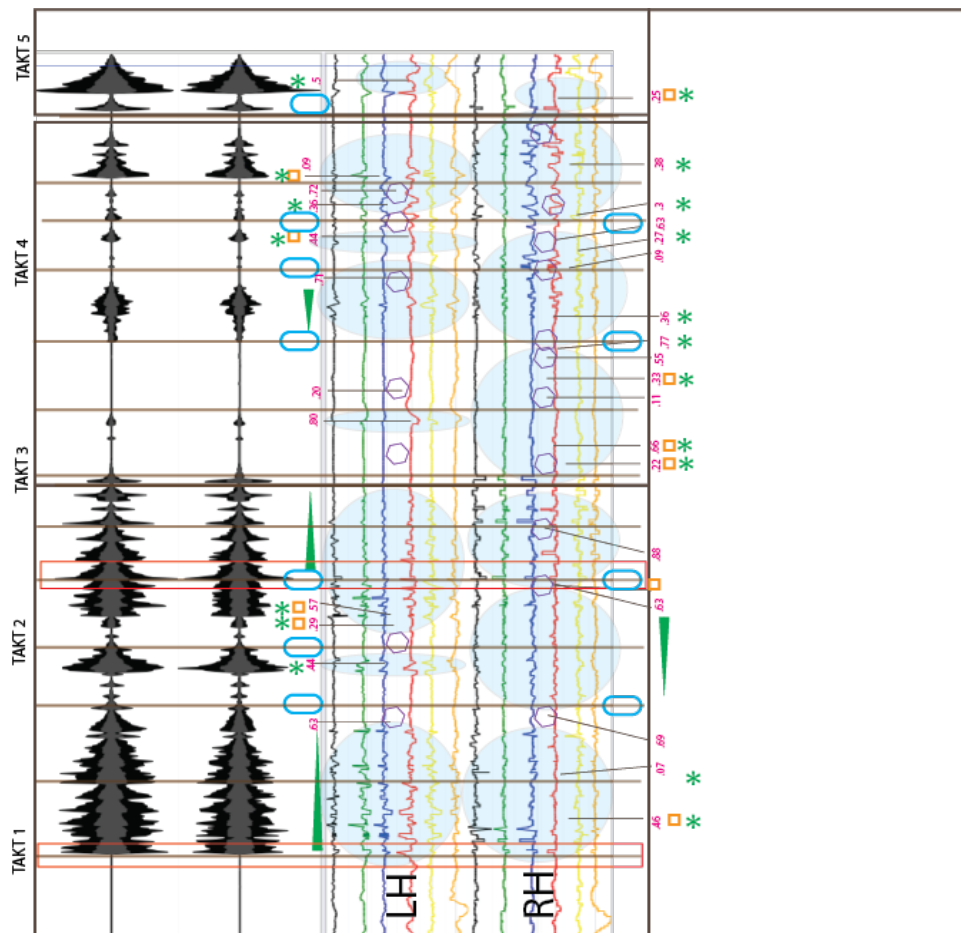 TAKT 1 TAKT 2 TAKT 3 TAKT 4 TAKT 5
.63 .44 .29 .57 .80 .20 .71 .44 .36 .72 .09 .5
LH
RH
.46 .07 .69 .63 .88 .22 .66 .11 .33 .55 .77 .36 .09 .27 .63 .3 .38 .25